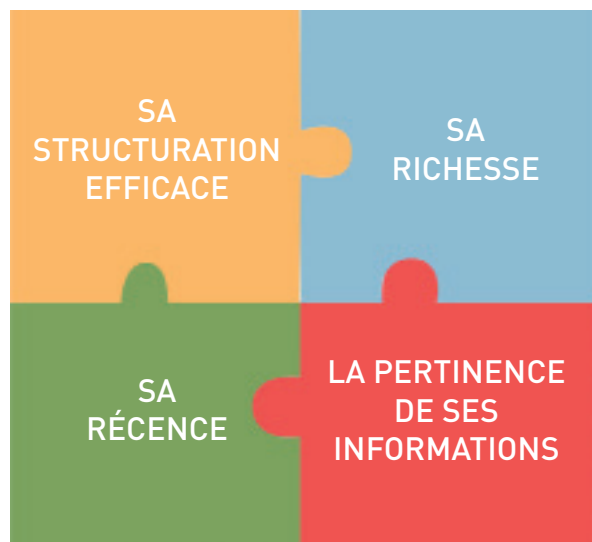 SA
STRUCTURATION
EFFICACE
SA
RICHESSE
SA
RÉCENCE
LA PERTINENCE
DE SES
INFORMATIONS